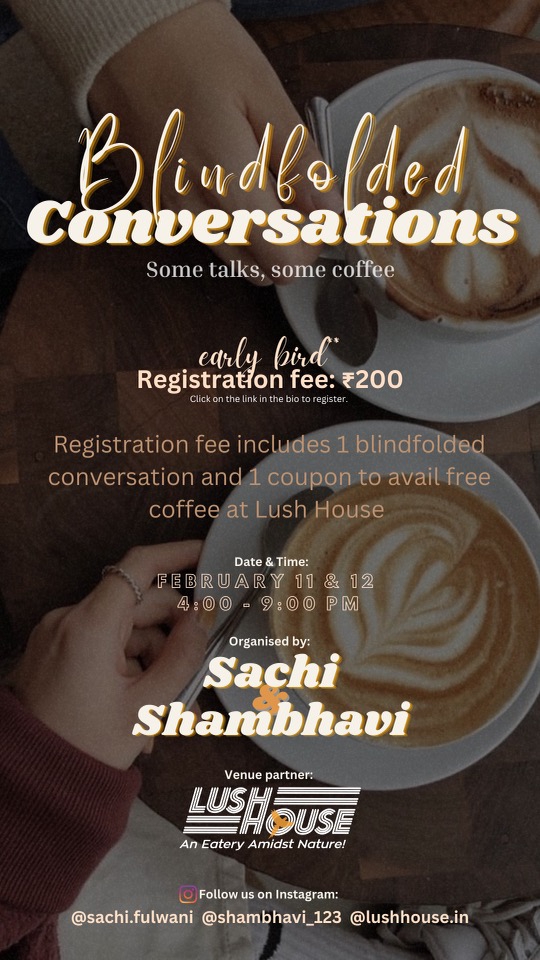 Blindfolded
Conversations
Some talks, some coffee
early bird**
Registration fee: ₹200
Click on the link in the bio to register.
Registration fee includes 1 blindfolded
conversation and 1 coupon to avail free
coffee at Lush House
Date & Time:
FEBRUARY 11 & 12
4:00 - 9:00 PM
Organised by:
Sachi
&
Shambhavi
Venue partner:
LUSH
HOUSE
An Eatery Amidst Nature!
Follow us on Instagram:
@sachi.fulwani @shambhavi_123 @lushhouse.in